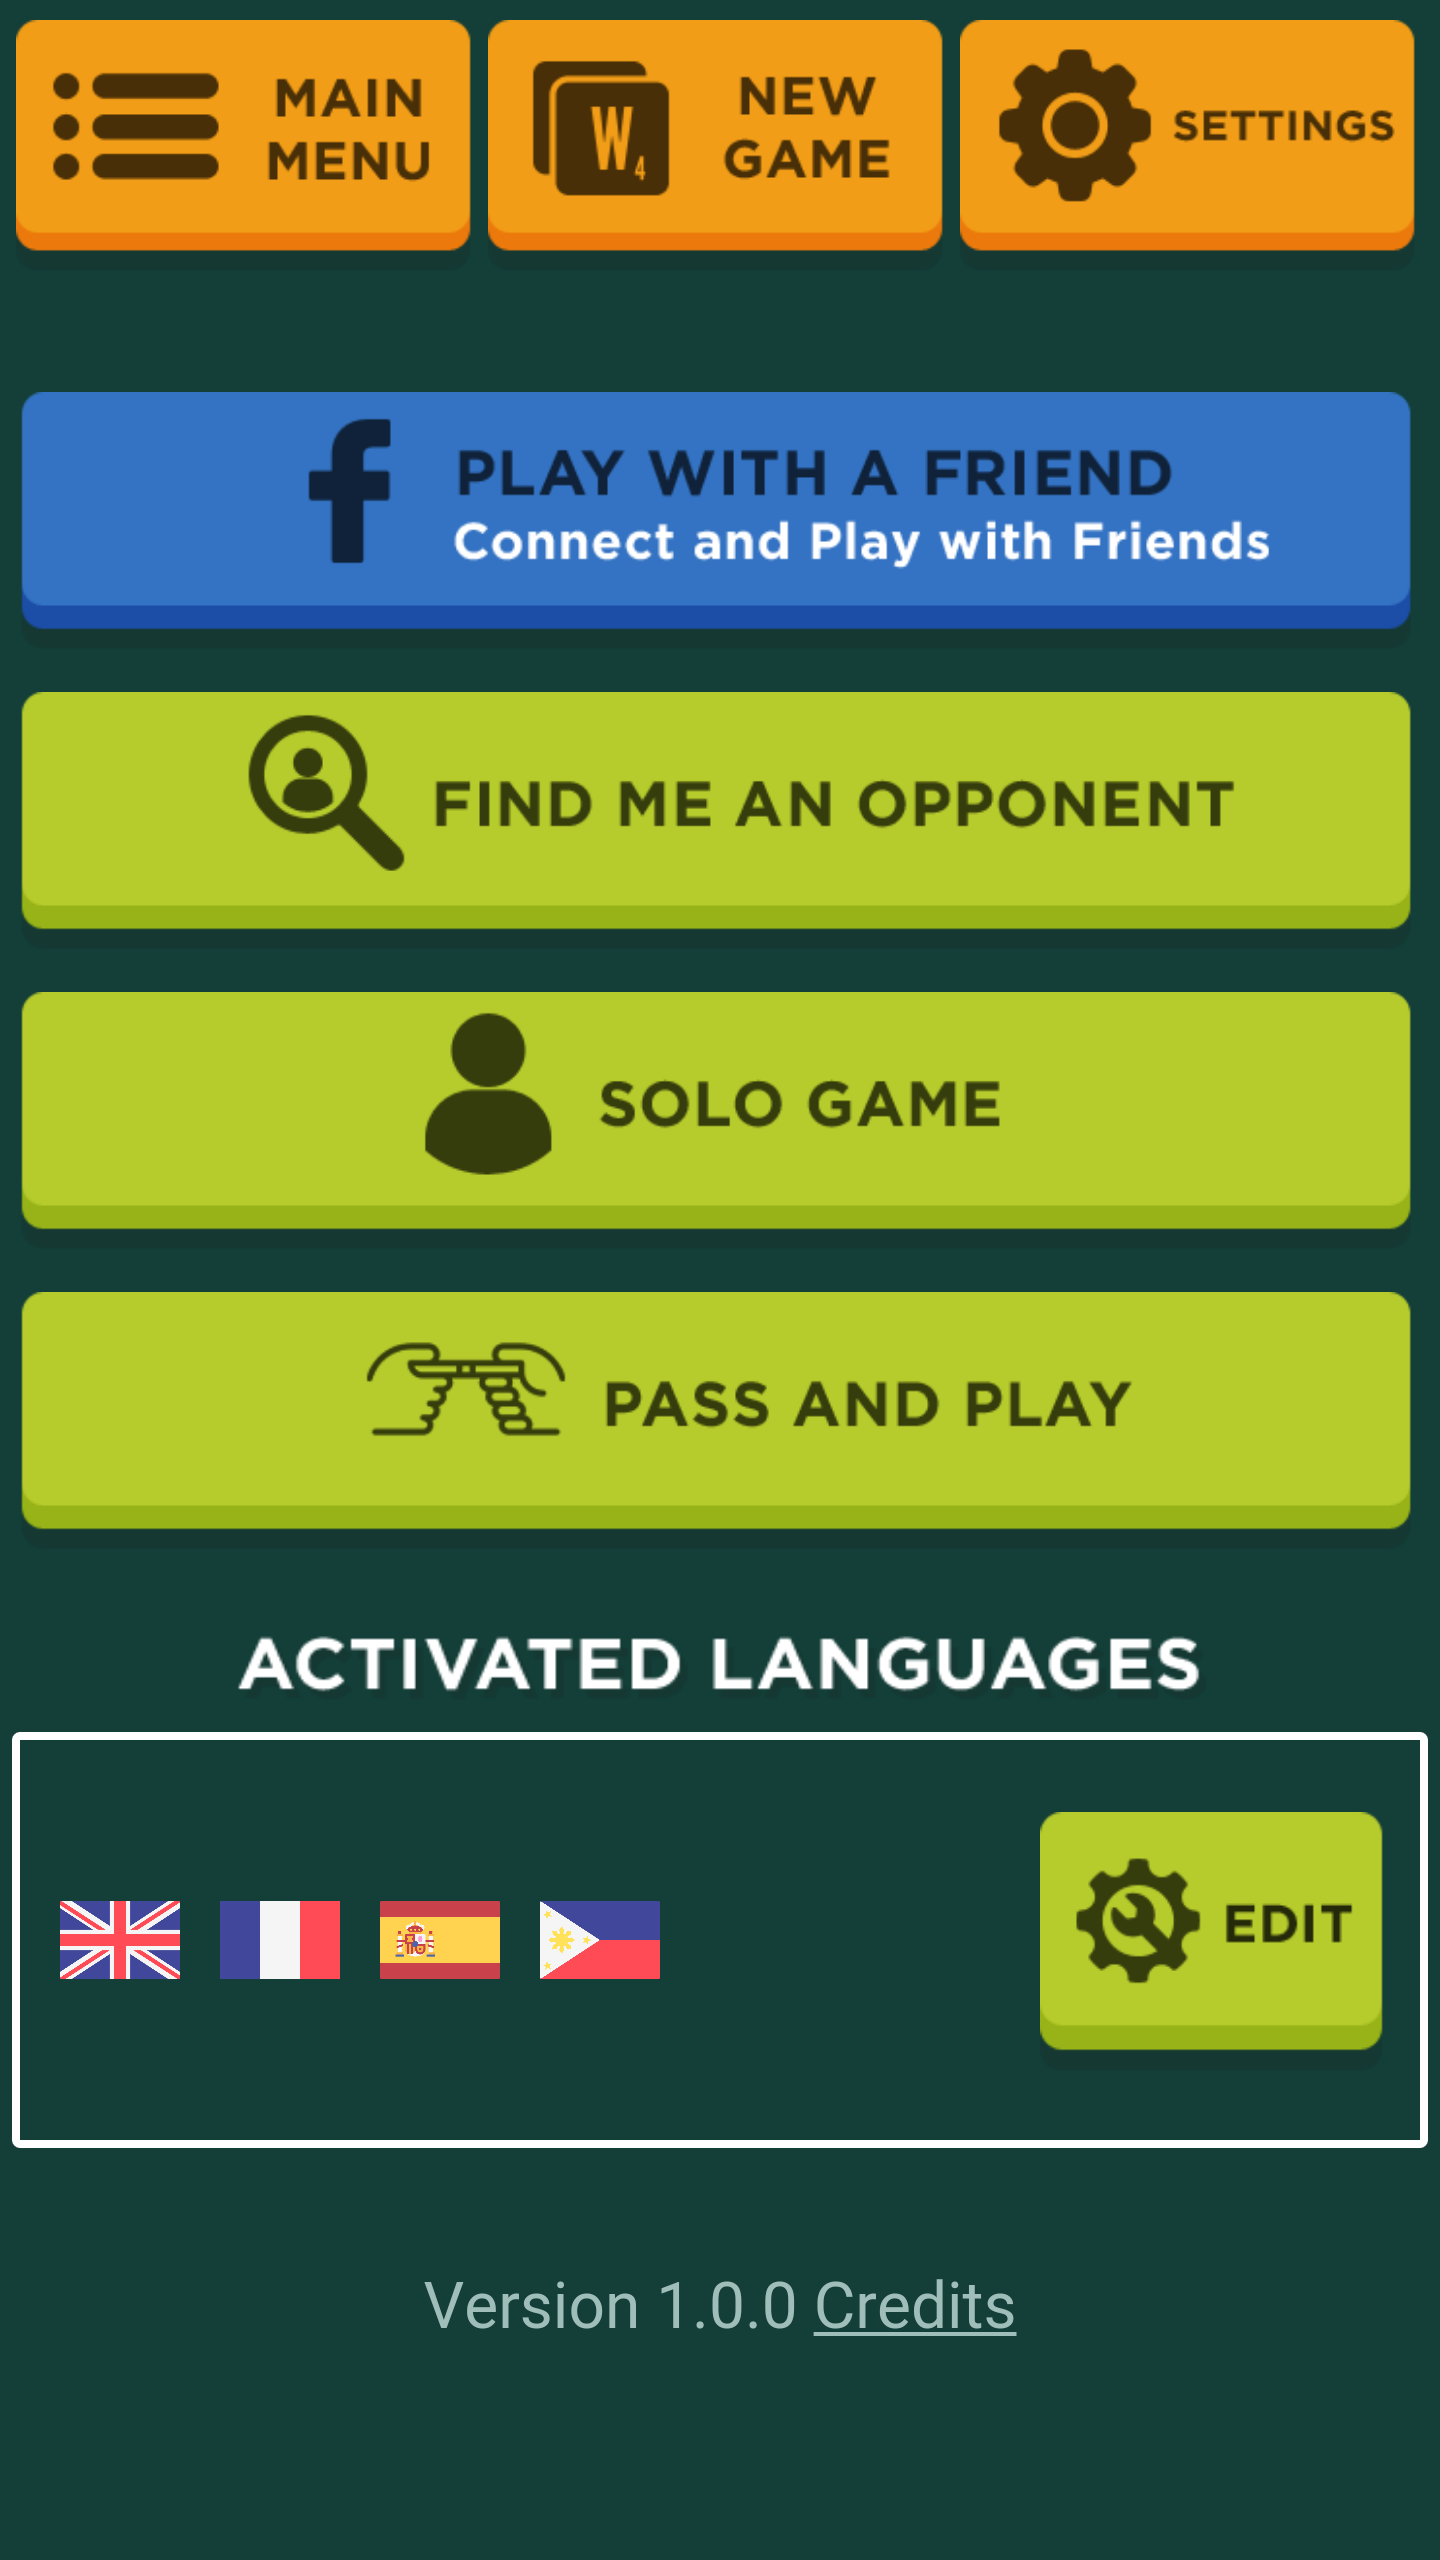 MAIN
MENU
W4
NEW
GAME
SETTINGS
PLAY WITH A FRIEND
Connect and Play with Friends
FIND ME AN OPPONENT
SOLO GAME
PASS AND PLAY
ACTIVATED LANGUAGES
EDIT
Version 1.0.0 Credits